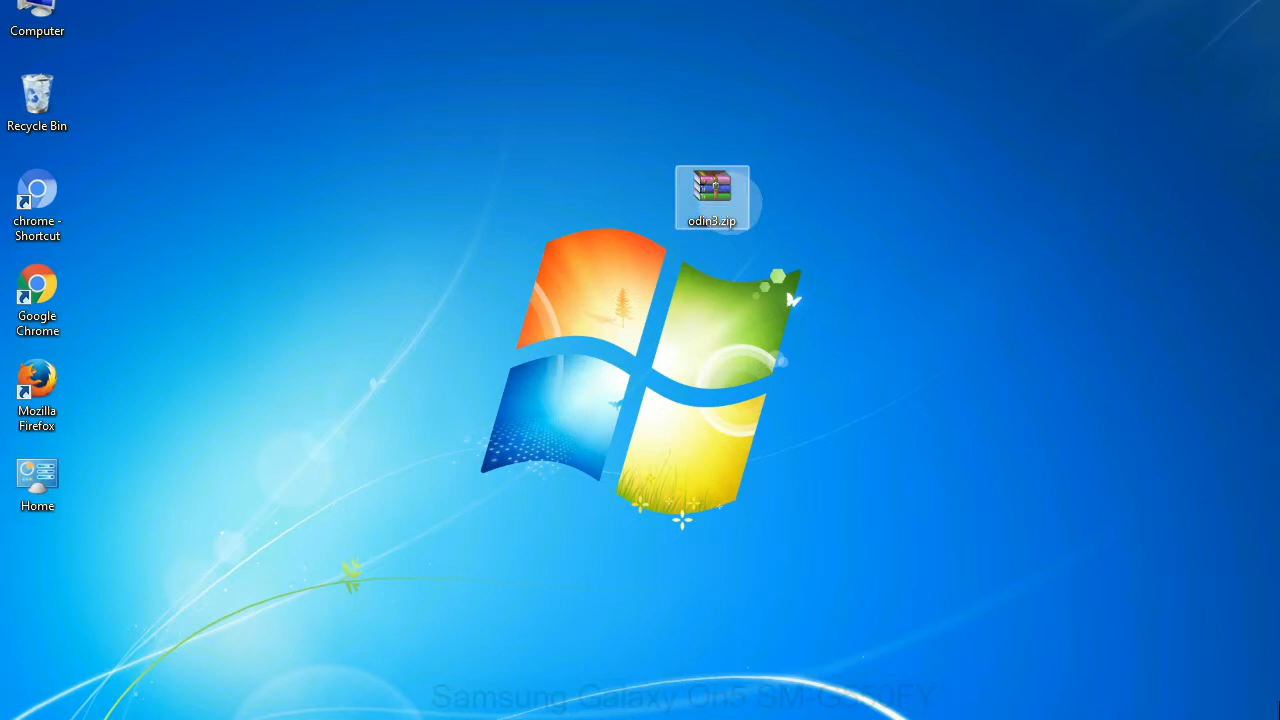 Computer
Recycle Bin
chrome -
Shortcut
Google
Chrome
Mozilla
Firefox
Home
odin3.zip
Samsung Galaxy On5 SM-G550FY